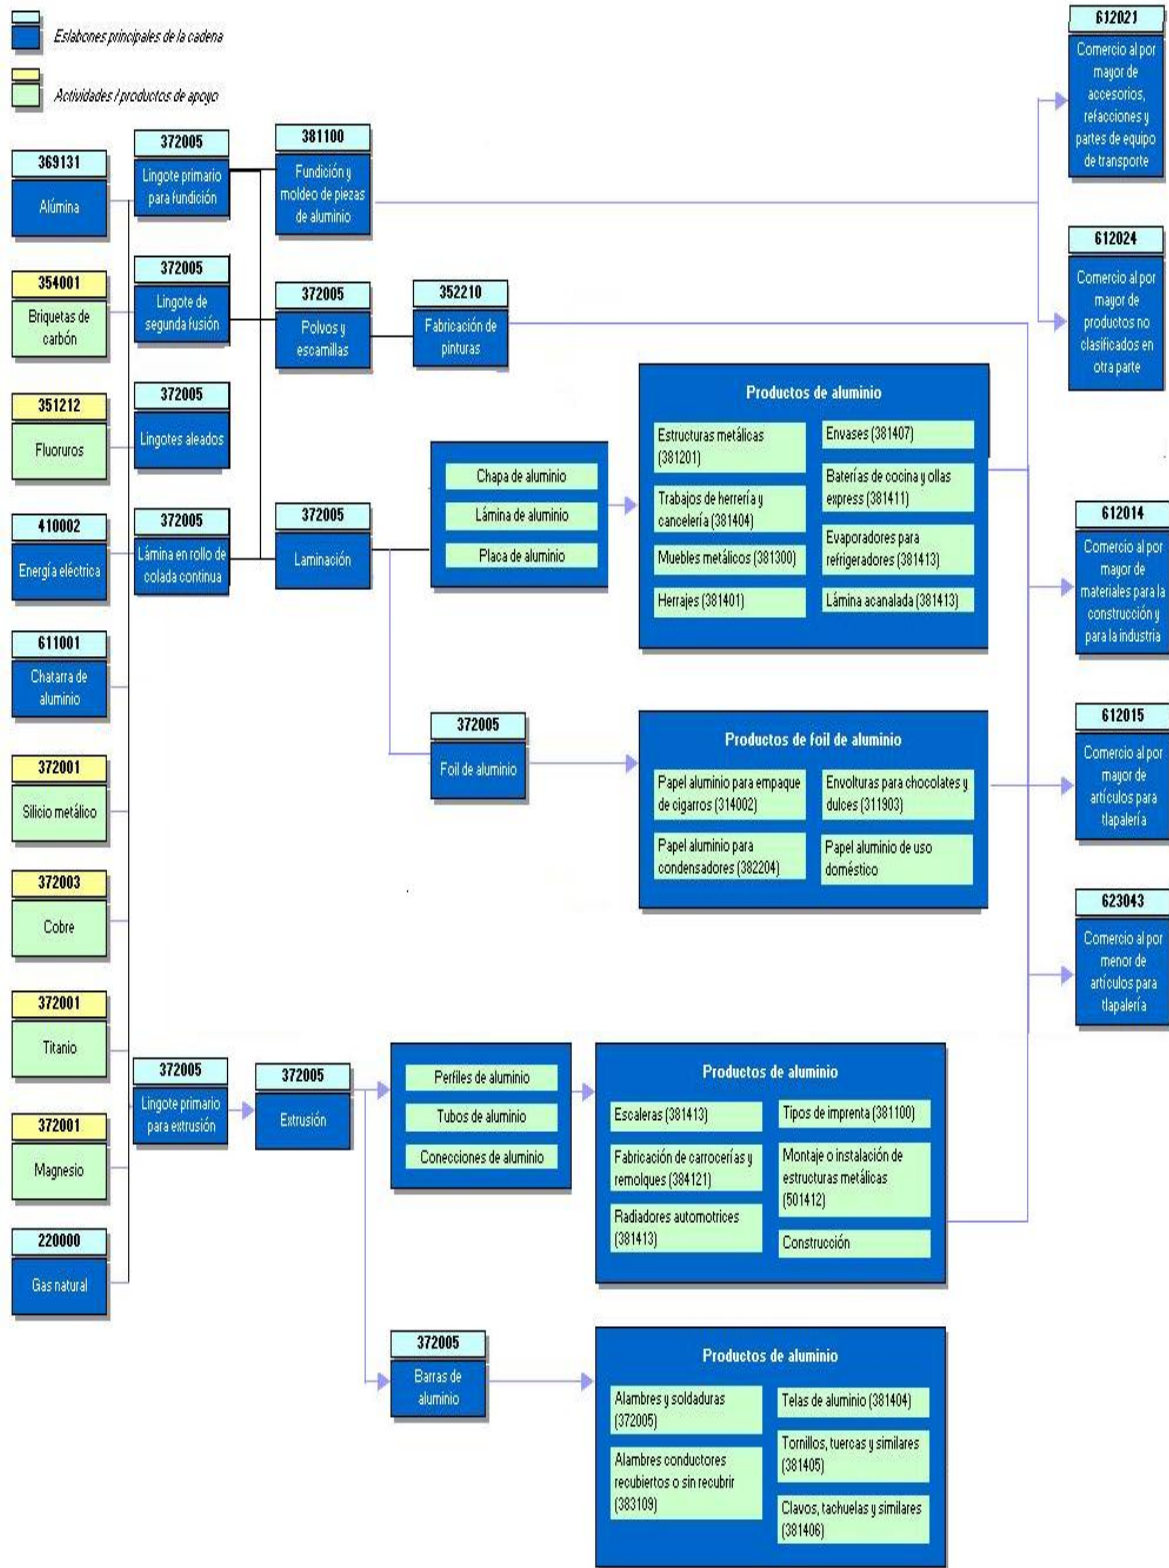 Eslabones principales de la cadena
Actividades / productos de apoyo
369131
Alúmina
354001
Briquetas de
carbón
351212
Fluoruros
410002
Energía eléctrica
611001
Chatarra de
aluminio
372001
Silicio metálico
372003
Cobre
372001
Titanio
372001
Magnesio
220000
Gas natural
372005
Lingote primario
para fundición
372005
Lingote de
segunda fusión
372005
Lingotes aleados
372005
Lámina en rollo de
colada continua
372005
Lingote primario
para extrusión
381100
Fundición y
moldeo de piezas
de aluminio
372005
Polvos y
escamillas
352210
Fabricación de
pinturas
372005
Laminación
372005
Extrusión
Chapa de aluminio
Lámina de aluminio
Placa de aluminio
372005
Foil de aluminio
Perfiles de aluminio
Tubos de aluminio
Conecciones de aluminio
372005
Barras de
aluminio
Productos de aluminio
Estructuras metálicas
(381201)
Trabajos de herrería y
cancelería (381404)
Muebles metálicos (381300)
Herrajes (381401)
Envases (381407)
Baterías de cocina y ollas
express (381411)
Evaporadores para
refrigeradores (381413)
Lámina acanalada (381413)
Productos de foil de aluminio
Papel aluminio para empaque
de cigarros (314002)
Papel aluminio para
condensadores (382204)
Envolturas para chocolates y
dulces (311903)
Papel aluminio de uso
doméstico
Productos de aluminio
Escaleras (381413)
Fabricación de carrocerías y
remolques (384121)
Radiadores automotrices
(381413)
Tipos de imprenta (381100)
Montaje o instalación de
estructuras metálicas
(501412)
Construcción
Productos de aluminio
Alambres y soldaduras
(372005)
Alambres conductores
recubiertos o sin recubrir
(383109)
Telas de aluminio (381404)
Tornillos, tuercas y similares
(381405)
Clavos, tachuelas y similares
(381406)
612021
Comercio al por
mayor de
accesorios,
refacciones y
partes de equipo
de transporte
612024
Comercio al por
mayor de
productos no
clasificados en
otra parte
612014
Comercio al por
mayor de
materiales para la
construcción y
para la industria
612015
Comercio al por
mayor de
artículos para
tlapalería
623043
Comercio al por
menor de
artículos para
tlapalería